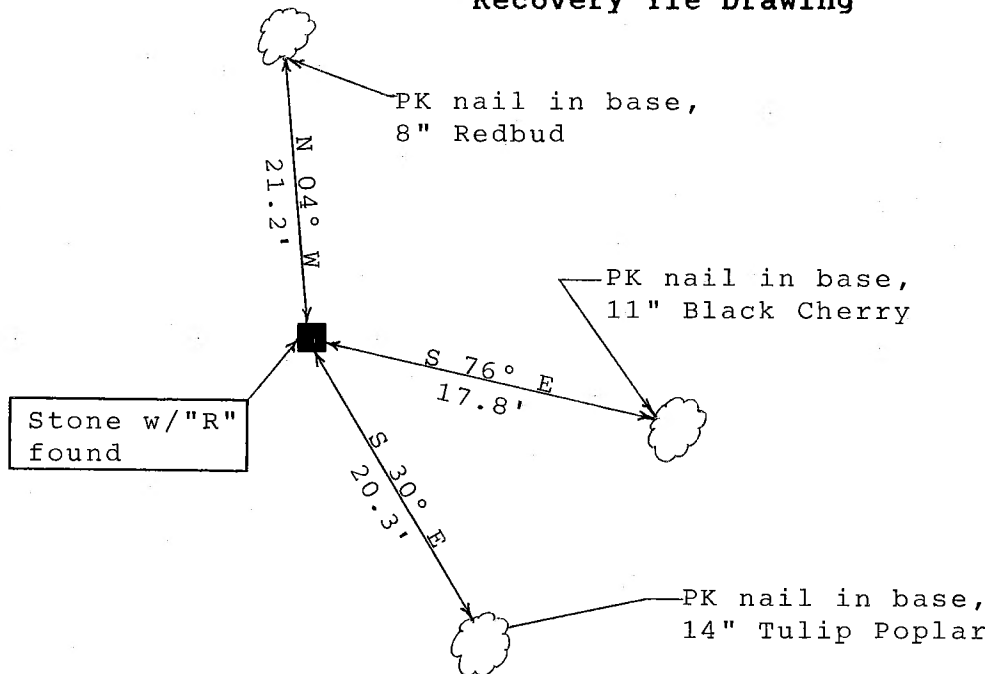 Recovery Tie Drawing
PK nail in base,
8" Redbud
N 04° W
21.2'
PK nail in base,
11" Black Cherry
S 76° E
17.8'
Stone w/"R"
found
S 30° E
20.3'
PK nail in base,
14" Tulip Poplar